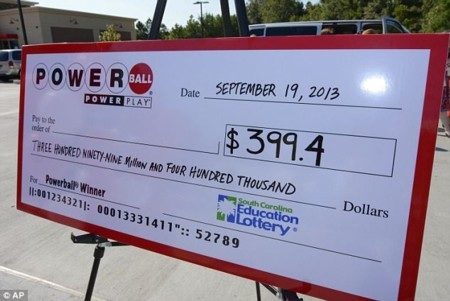 POWERBALL
POWER PLAY
Date SEPTEMBER 19, 2013
Pay to the
order of
$399.4
THREE HUNDRED NINETY-NINE MILLION AND FOUR HUNDRED THOUSAND
Dollars
For Powerball® Winner
South Carolina
Education
Lottery®
||:001234321|: 00013331411":: 52789
© AP